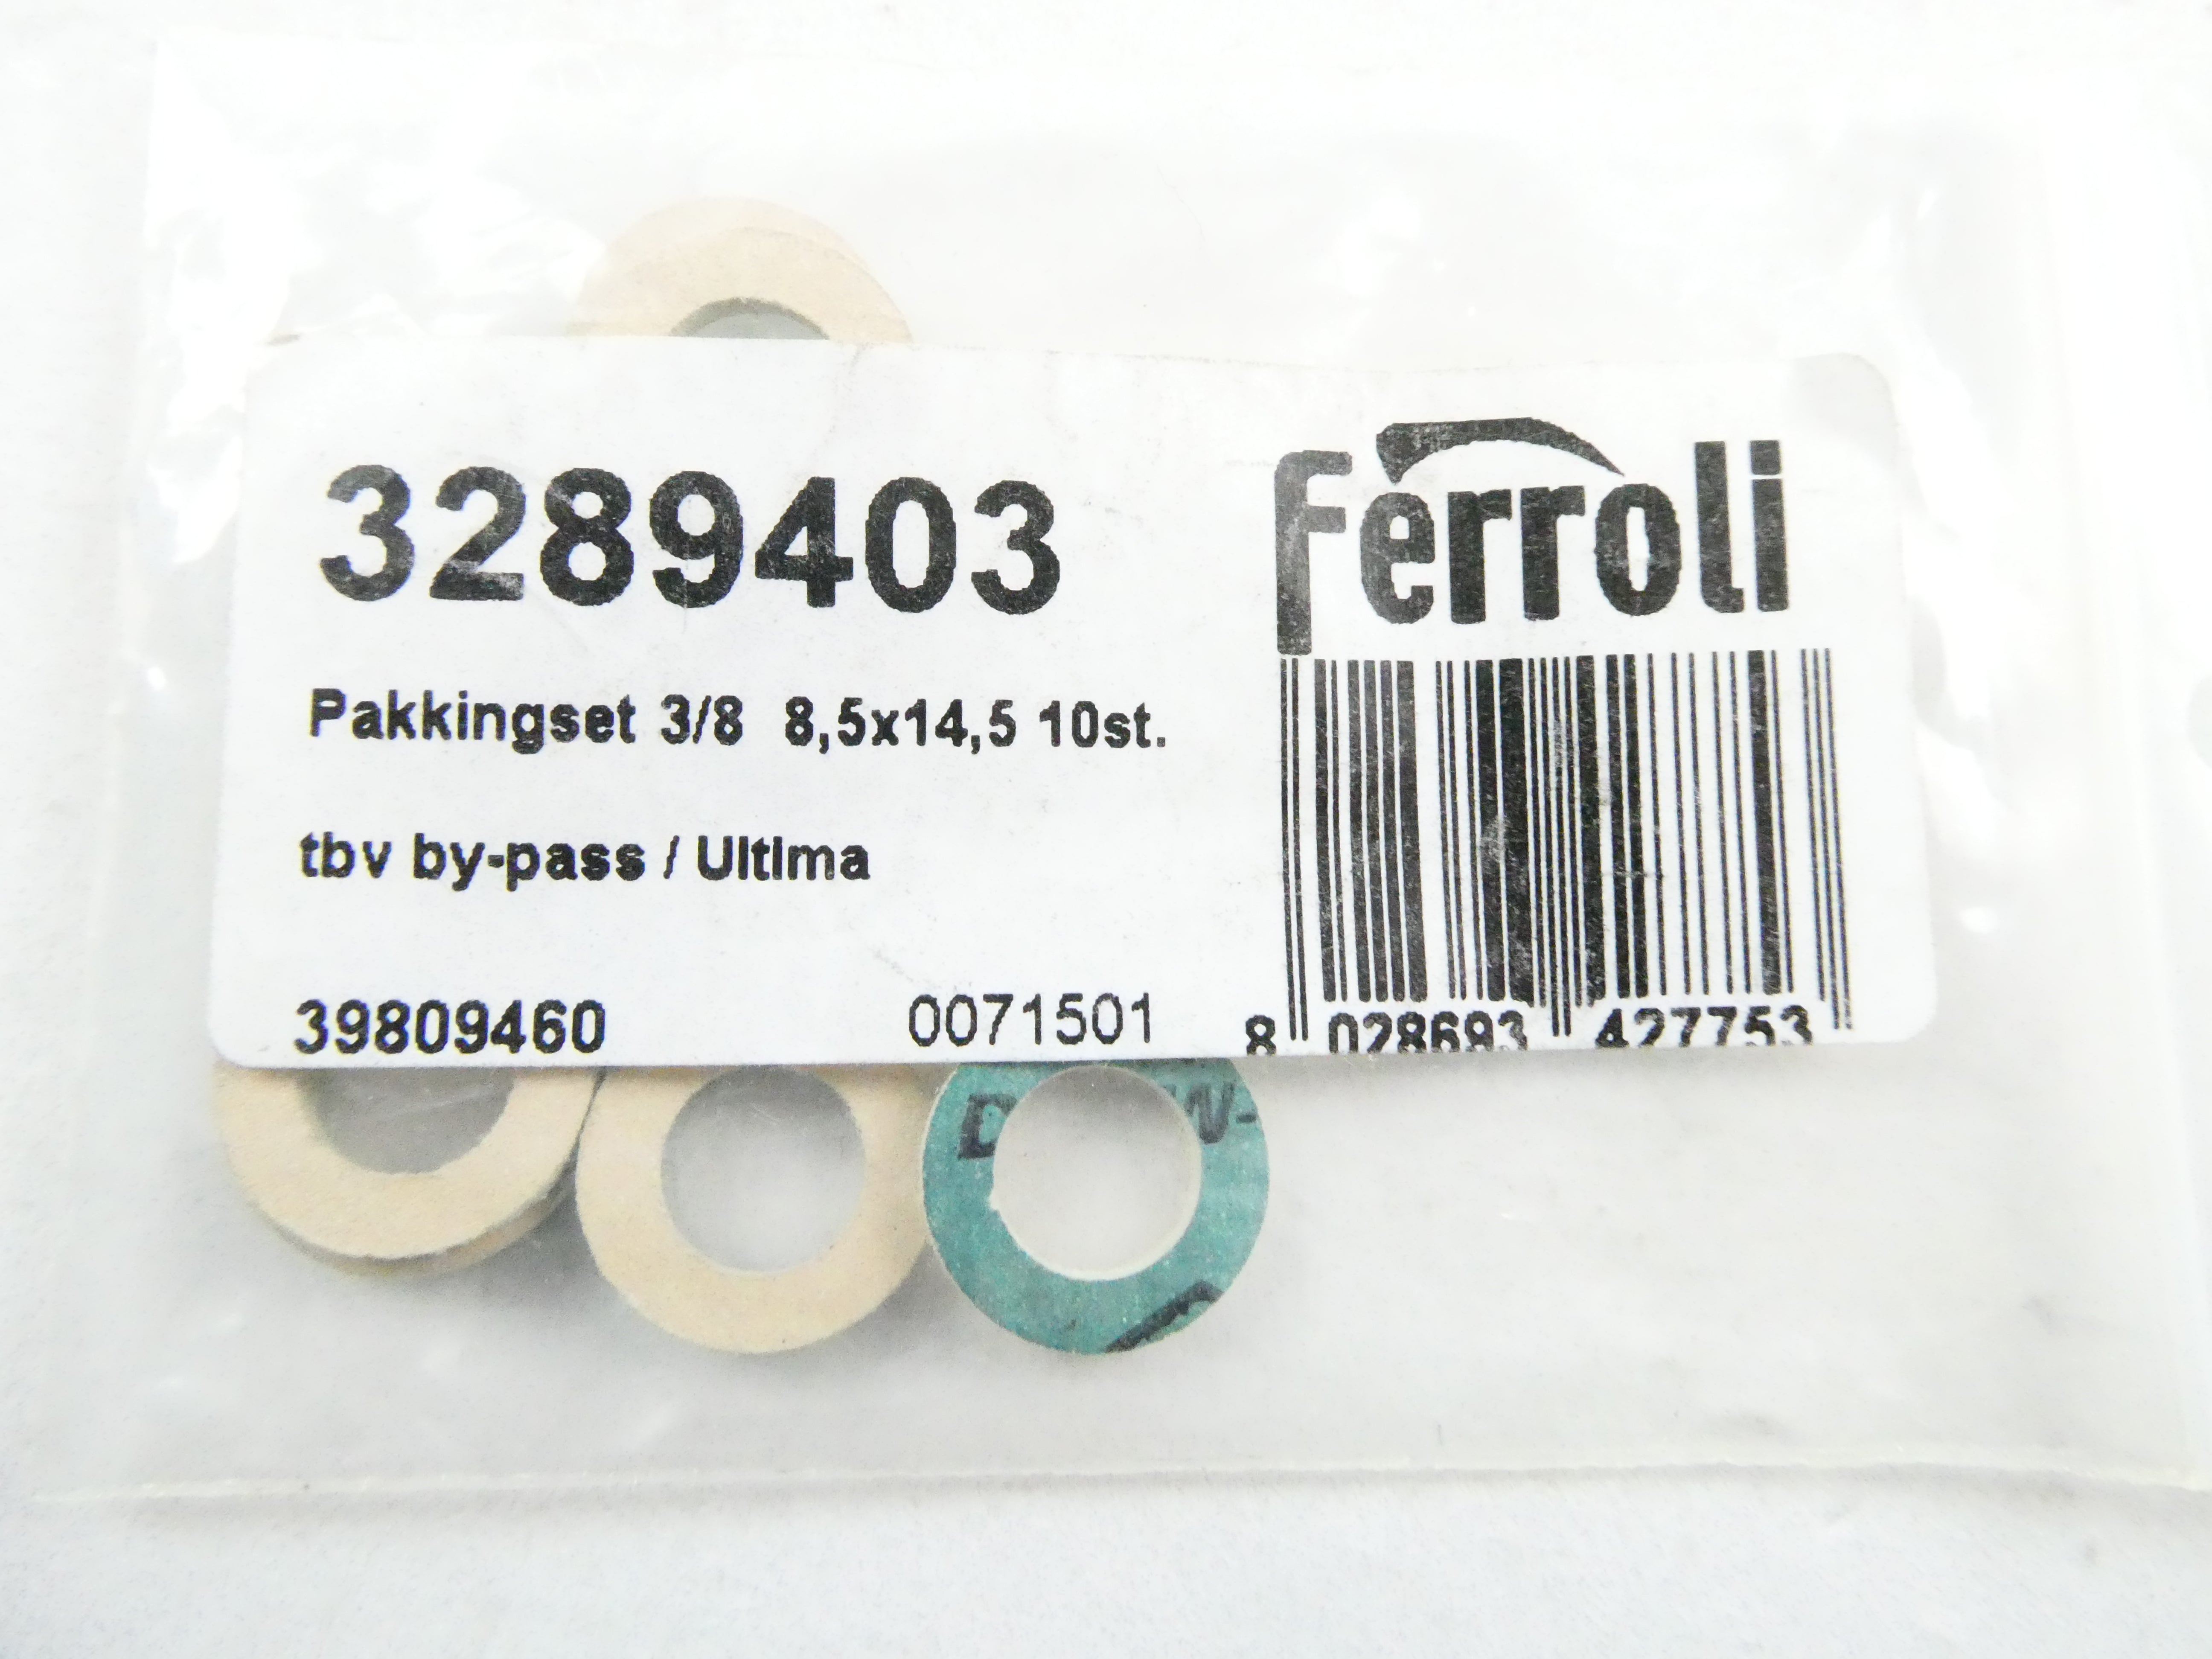 3289403
ferroli
Pakkingset 3/8 8,5x14,5 10st.
tbv by-pass / Ultima
39809460
0071501
8 028693 427753